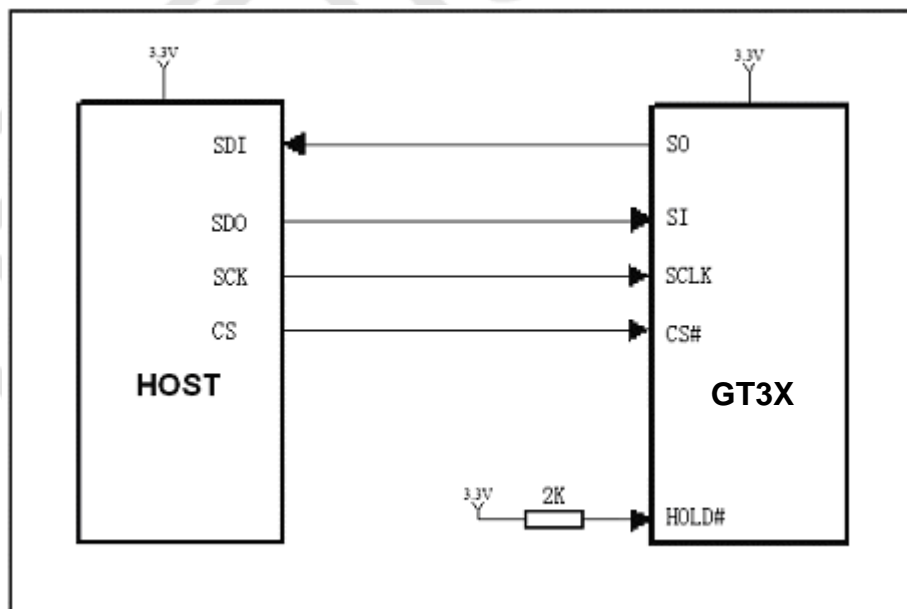 3.3V
3.3V
SDI
SO
SDO
SI
SCK
SCLK
CS
CS#
HOST
GT3X
3.3V
2K
HOLD#